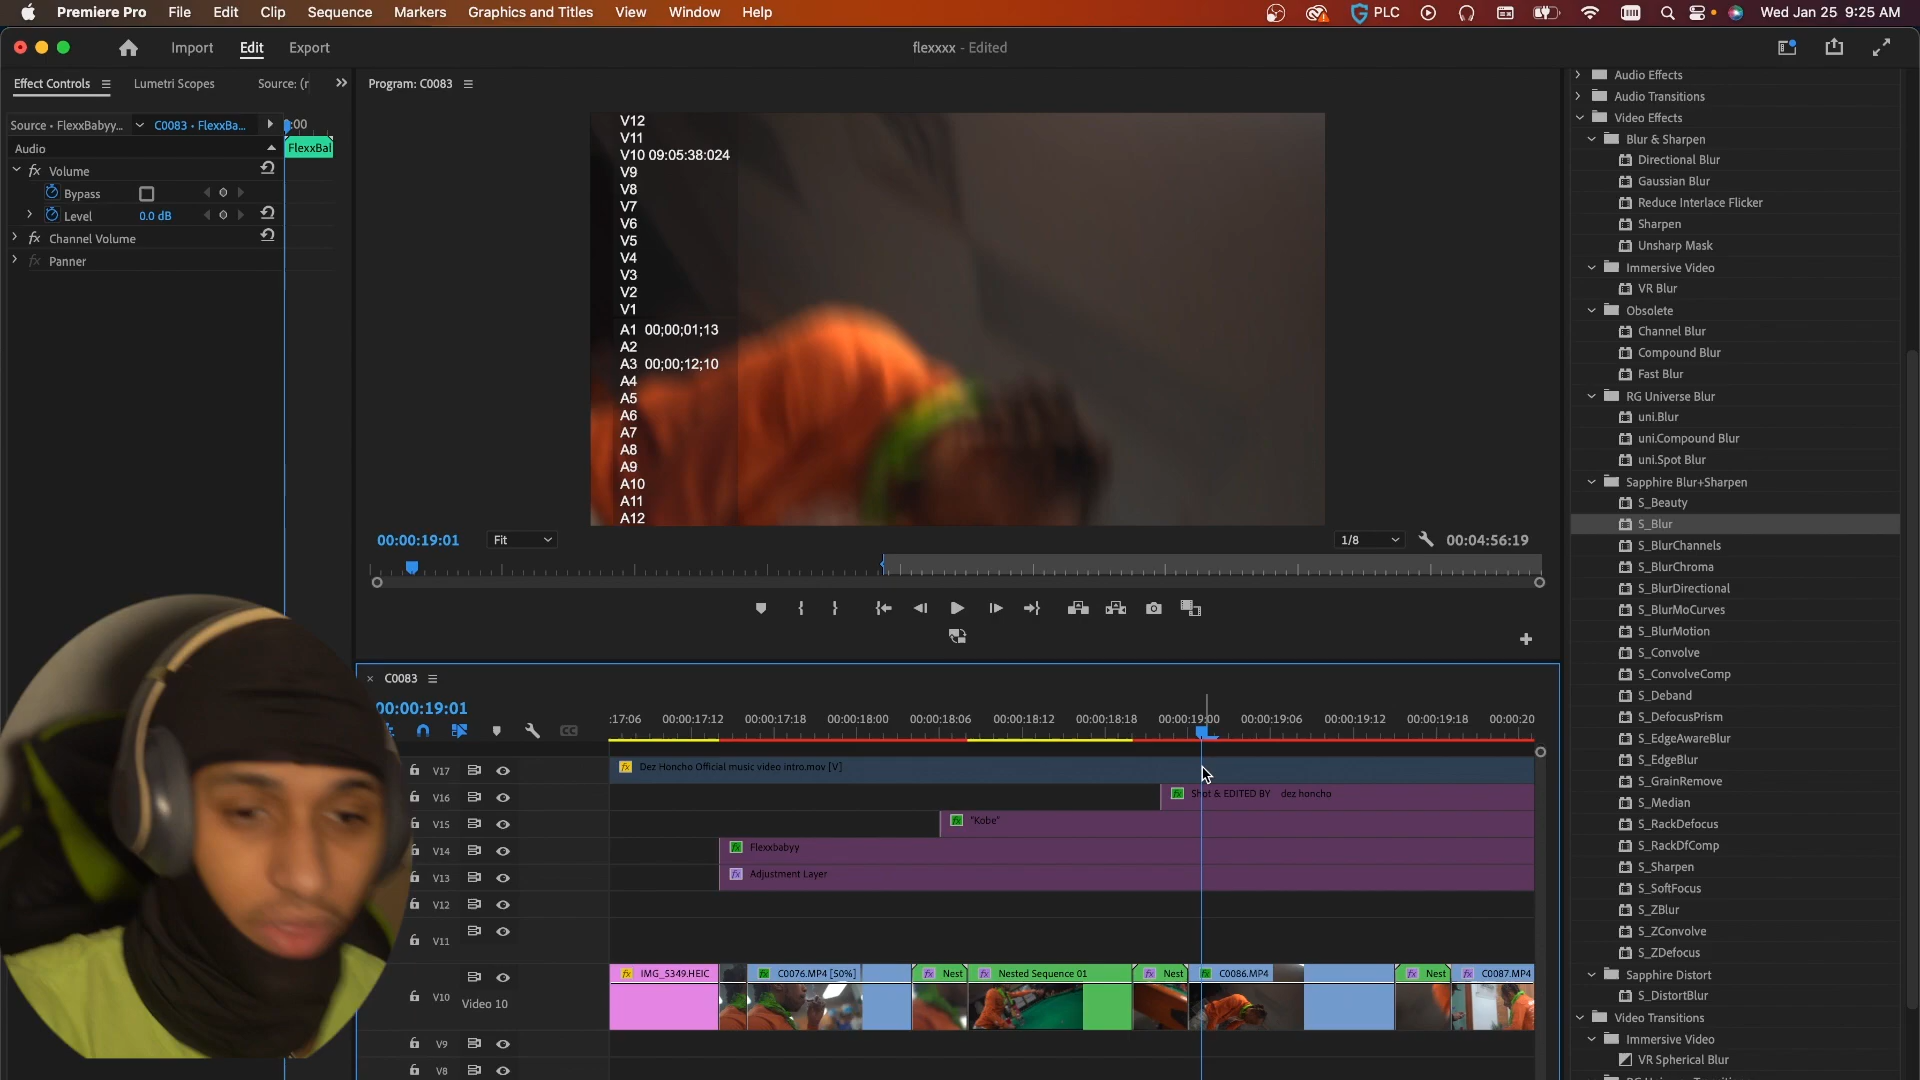 Premiere Pro File Edit Clip Sequence Markers Graphics and Titles View Window Help PLC Wed Jan 25 9:25 AM
Import Edit Export flexxxx - Edited
Effect Controls Lumetri Scopes Source: (r
Source • FlexxBabyy... C0083 • FlexxBa... :00
Audio FlexxBal
Volume
Bypass
Level 0.0 dB
Channel Volume
Panner
Program: C0083
V12
V11
V10 09:05:38:024
V9
V8
V7
V6
V5
V4
V3
V2
V1
A1 00;00;01;13
A2
A3 00;00;12;10
A4
A5
A6
A7
A8
A9
A10
A11
A12
00:00:19:01 Fit 1/8 00:04:56:19
C0083
00:00:19:01
:17:06 00:00:17:12 00:00:17:18 00:00:18:00 00:00:18:06 00:00:18:12 00:00:18:18 00:00:19:00 00:00:19:06 00:00:19:12 00:00:19:18 00:00:20
V17 Dez Honcho Official music video intro.mov [V]
V16 Shot & EDITED BY dez honcho
V15 "Kobe"
V14 Flexxbabyy
V13 Adjustment Layer
V12
V11
IMG_5349.HEIC C0076.MP4 [50%] Nest Nested Sequence 01 Nest C0086.MP4 Nest C0087.MP4
V10 Video 10
V9
V8
Audio Effects
Audio Transitions
Video Effects
Blur & Sharpen
Directional Blur
Gaussian Blur
Reduce Interlace Flicker
Sharpen
Unsharp Mask
Immersive Video
VR Blur
Obsolete
Channel Blur
Compound Blur
Fast Blur
RG Universe Blur
uni.Blur
uni.Compound Blur
uni.Spot Blur
Sapphire Blur+Sharpen
S_Beauty
S_Blur
S_BlurChannels
S_BlurChroma
S_BlurDirectional
S_BlurMoCurves
S_BlurMotion
S_Convolve
S_ConvolveComp
S_Deband
S_DefocusPrism
S_EdgeAwareBlur
S_EdgeBlur
S_GrainRemove
S_Median
S_RackDefocus
S_RackDfComp
S_Sharpen
S_SoftFocus
S_ZBlur
S_ZConvolve
S_ZDefocus
Sapphire Distort
S_DistortBlur
Video Transitions
Immersive Video
VR Spherical Blur